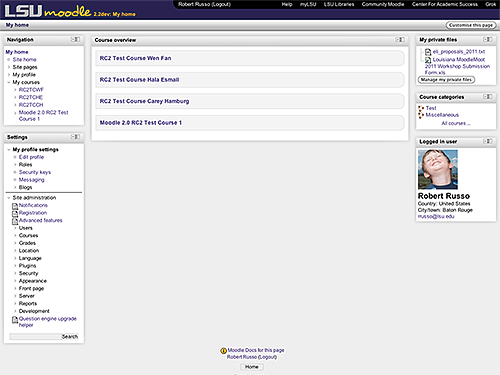 LSU moodle 2.2dev: My home
Robert Russo (Logout)
Help myLSU LSU Libraries Community Moodle Center For Academic Success Grok
My home
Customise this page
Navigation
My home
Site home
Site pages
My profile
My courses
RC2TCWF
RC2TCHE
RC2TCCH
Moodle 2.0 RC2 Test
Course 1
Settings
My profile settings
Edit profile
Roles
Security keys
Messaging
Blogs
Site administration
Notifications
Registration
Advanced features
Users
Courses
Grades
Location
Language
Plugins
Security
Appearance
Front page
Server
Reports
Development
Question engine upgrade
helper
Search
Course overview
RC2 Test Course Wen Fan
RC2 Test Course Hala Esmail
RC2 Test Course Carey Hamburg
Moodle 2.0 RC2 Test Course 1
My private files
eli_proposals_2011.txt
Louisiana MoodleMoot
2011 Workshop Submission
Form.xls
Manage my private files
Course categories
Test
Miscellaneous
All courses ...
Logged in user
Robert Russo
Country: United States
City/town: Baton Rouge
rrusso@lsu.edu
Moodle Docs for this page
Robert Russo (Logout)
Home